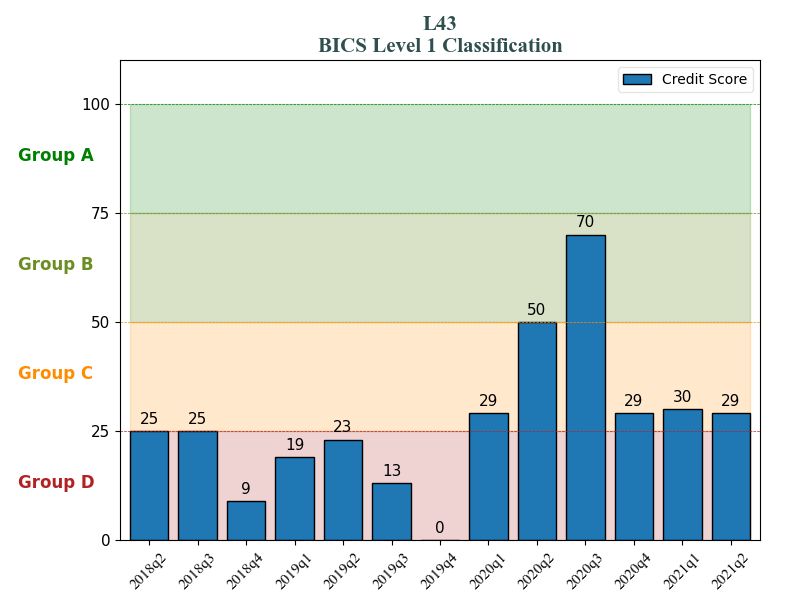 L43
BICS Level 1 Classification
Credit Score
100
Group A
75
70
Group B
50
50
Group C
29
30
29
29
25
25
25
23
19
13
9
0
Group D
0
2018q2
2018q3
2018q4
2019q1
2019q2
2019q3
2019q4
2020q1
2020q2
2020q3
2020q4
2021q1
2021q2